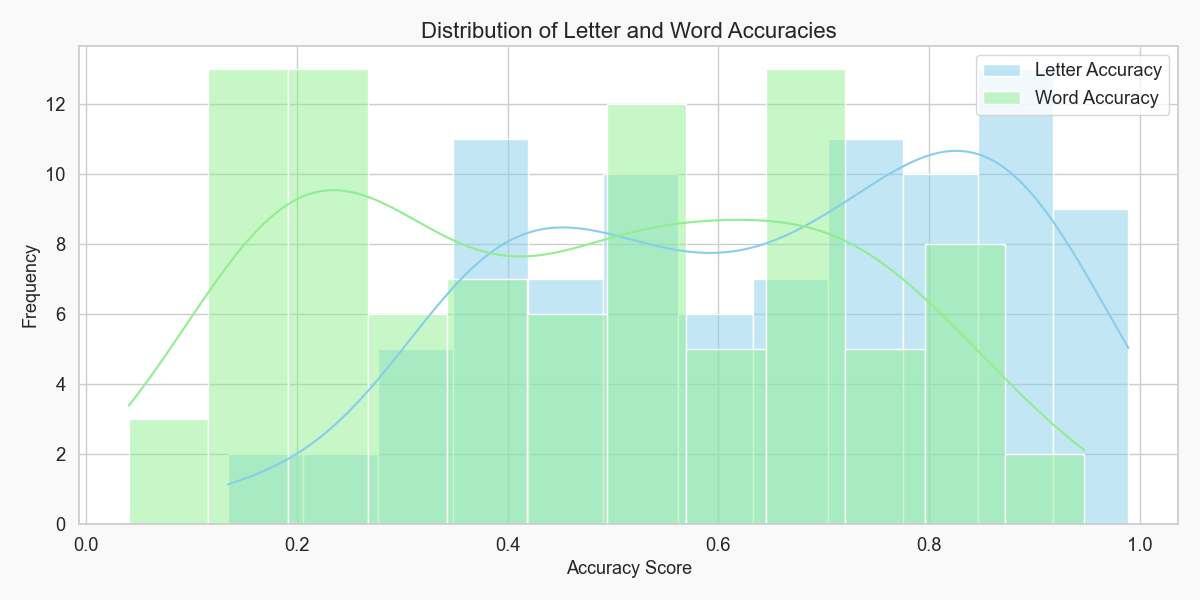 Distribution of Letter and Word Accuracies
Letter Accuracy
Word Accuracy
Frequency
12
10
8
6
4
2
0
0.0 0.2 0.4 0.6 0.8 1.0
Accuracy Score